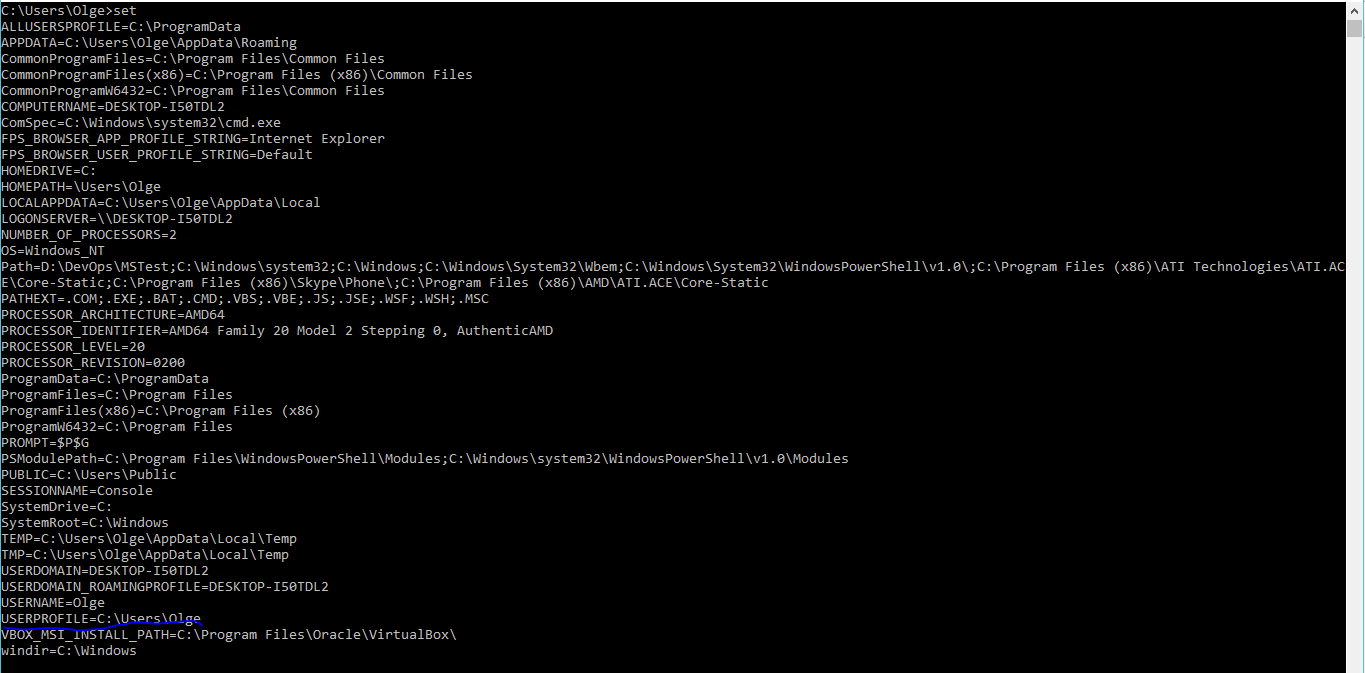 C:\Users\Olge>set
ALLUSERSPROFILE=C:\ProgramData
APPDATA=C:\Users\Olge\AppData\Roaming
CommonProgramFiles=C:\Program Files\Common Files
CommonProgramFiles(x86)=C:\Program Files (x86)\Common Files
CommonProgramW6432=C:\Program Files\Common Files
COMPUTERNAME=DESKTOP-I50TDL2
ComSpec=C:\Windows\system32\cmd.exe
FPS_BROWSER_APP_PROFILE_STRING=Internet Explorer
FPS_BROWSER_USER_PROFILE_STRING=Default
HOMEDRIVE=C:
HOMEPATH=\Users\Olge
LOCALAPPDATA=C:\Users\Olge\AppData\Local
LOGONSERVER=\\DESKTOP-I50TDL2
NUMBER_OF_PROCESSORS=2
OS=Windows_NT
Path=D:\DevOps\MSTest;C:\Windows\system32;C:\Windows;C:\Windows\System32\Wbem;C:\Windows\System32\WindowsPowerShell\v1.0\;C:\Program Files (x86)\ATI Technologies\ATI.AC
E\Core-Static;C:\Program Files (x86)\Skype\Phone\;C:\Program Files (x86)\AMD\ATI.ACE\Core-Static
PATHEXT=.COM;.EXE;.BAT;.CMD;.VBS;.VBE;.JS;.JSE;.WSF;.WSH;.MSC
PROCESSOR_ARCHITECTURE=AMD64
PROCESSOR_IDENTIFIER=AMD64 Family 20 Model 2 Stepping 0, AuthenticAMD
PROCESSOR_LEVEL=20
PROCESSOR_REVISION=0200
ProgramData=C:\ProgramData
ProgramFiles=C:\Program Files
ProgramFiles(x86)=C:\Program Files (x86)
ProgramW6432=C:\Program Files
PROMPT=$P$G
PSModulePath=C:\Program Files\WindowsPowerShell\Modules;C:\Windows\system32\WindowsPowerShell\v1.0\Modules
PUBLIC=C:\Users\Public
SESSIONNAME=Console
SystemDrive=C:
SystemRoot=C:\Windows
TEMP=C:\Users\Olge\AppData\Local\Temp
TMP=C:\Users\Olge\AppData\Local\Temp
USERDOMAIN=DESKTOP-I50TDL2
USERDOMAIN_ROAMINGPROFILE=DESKTOP-I50TDL2
USERNAME=Olge
USERPROFILE=C:\Users\Olge
VBOX_MSI_INSTALL_PATH=C:\Program Files\Oracle\VirtualBox\
windir=C:\Windows